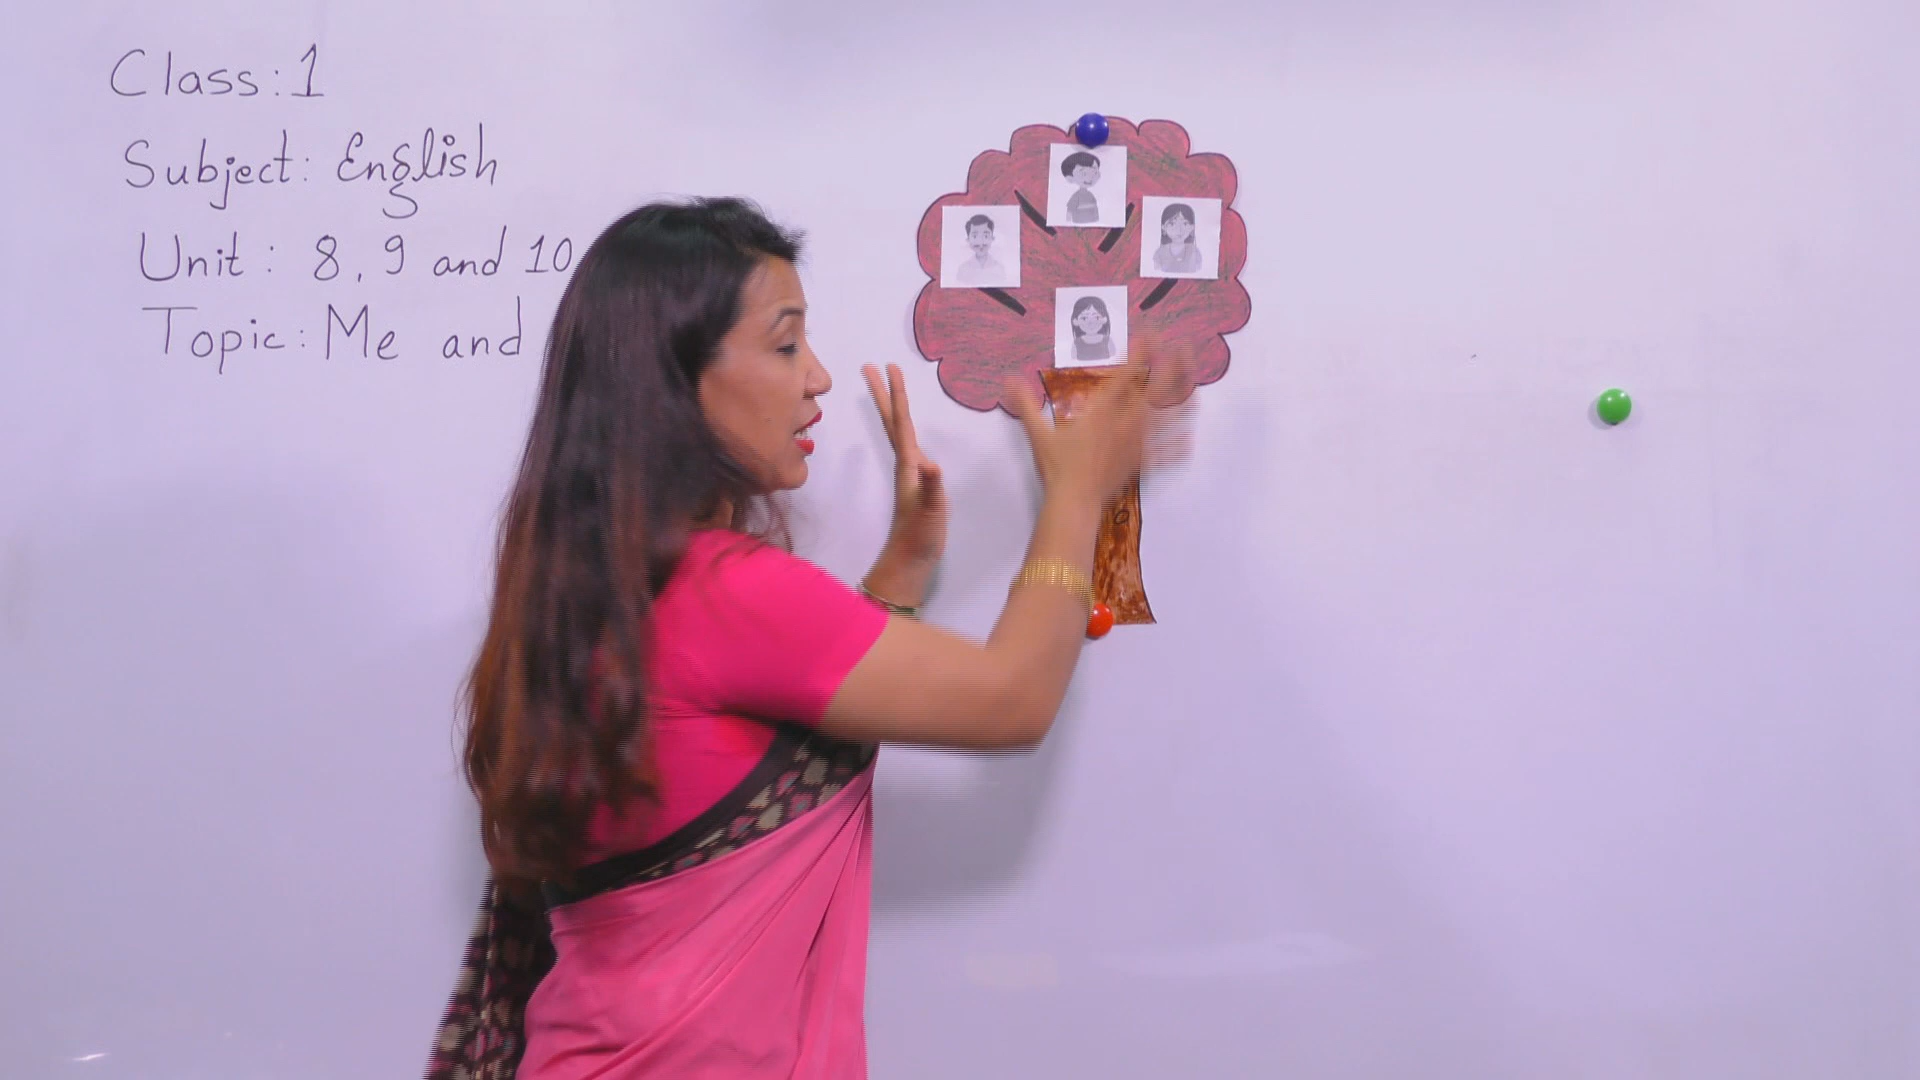 Class: 1
Subject: English
Unit: 8, 9 and 10
Topic: Me and